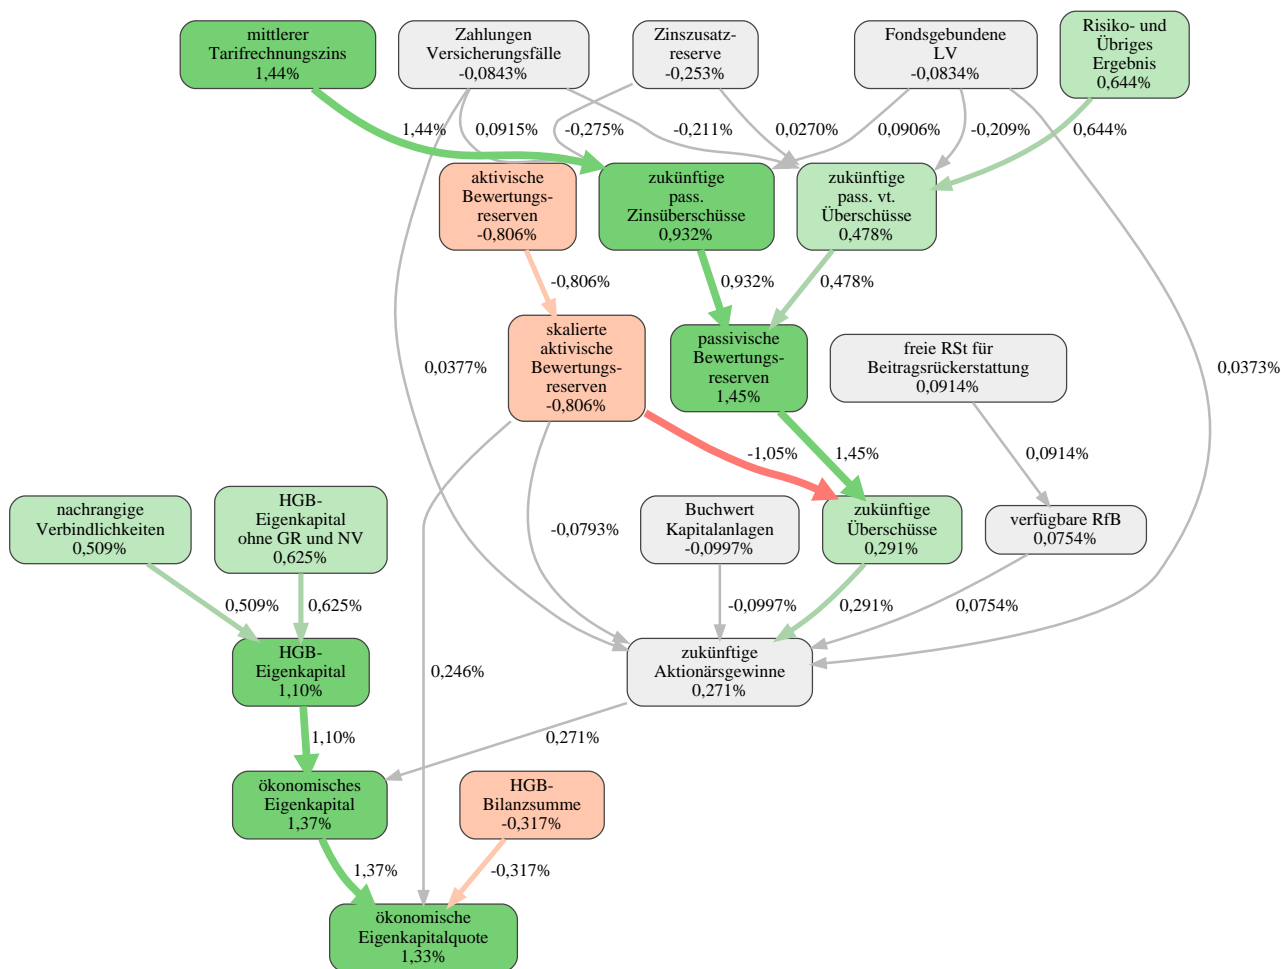 mittlerer
Tarifrechnungszins
1,44%
Zahlungen
Versicherungsfälle
-0,0843%
Zinszusatz-
reserve
-0,253%
Fondsgebundene
LV
-0,0834%
Risiko- und
Übriges
Ergebnis
0,644%
1,44%
0,0915%
-0,275%
-0,211%
0,0270%
0,0906%
-0,209%
0,644%
aktivische
Bewertungs-
reserven
-0,806%
zukünftige
pass.
Zinsüberschüsse
0,932%
zukünftige
pass. vt.
Überschüsse
0,478%
-0,806%
0,932%
0,478%
skalierte
aktivische
Bewertungs-
reserven
-0,806%
passivische
Bewertungs-
reserven
1,45%
freie RSt für
Beitragsrückerstattung
0,0914%
0,0377%
0,0373%
-1,05%
1,45%
0,0914%
nachrangige
Verbindlichkeiten
0,509%
HGB-
Eigenkapital
ohne GR und NV
0,625%
-0,0793%
Buchwert
Kapitalanlagen
-0,0997%
zukünftige
Überschüsse
0,291%
verfügbare RfB
0,0754%
0,509%
0,625%
-0,0997%
0,291%
0,0754%
HGB-
Eigenkapital
1,10%
0,246%
zukünftige
Aktionärsgewinne
0,271%
1,10%
0,271%
ökonomisches
Eigenkapital
1,37%
HGB-
Bilanzsumme
-0,317%
1,37%
-0,317%
ökonomische
Eigenkapitalquote
1,33%